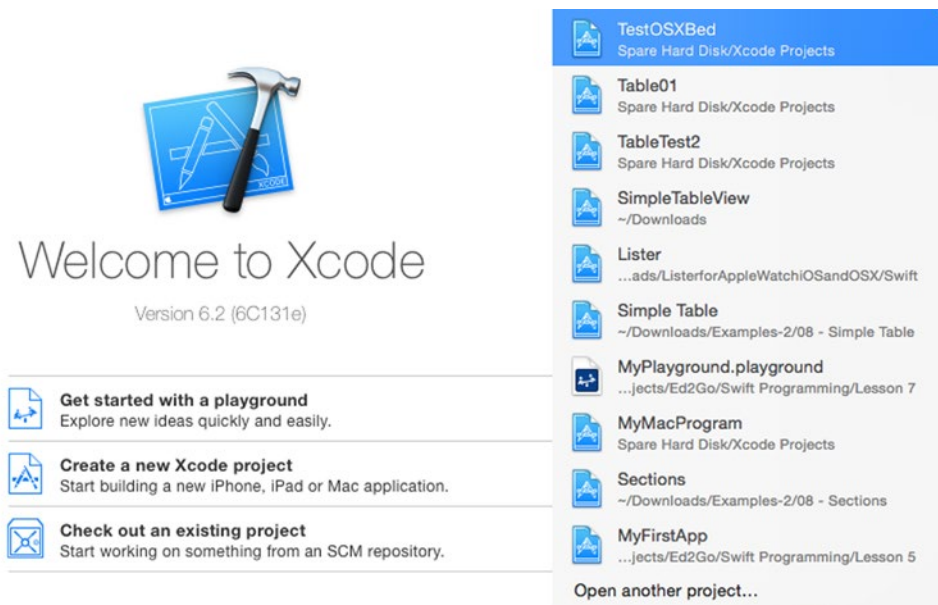 XCODE
Welcome to Xcode
Version 6.2 (6C131e)
Get started with a playground
Explore new ideas quickly and easily.
Create a new Xcode project
Start building a new iPhone, iPad or Mac application.
Check out an existing project
Start working on something from an SCM repository.
TestOSXBed
Spare Hard Disk/Xcode Projects
Table01
Spare Hard Disk/Xcode Projects
TableTest2
Spare Hard Disk/Xcode Projects
SimpleTableView
~/Downloads
Lister
...ads/ListerforAppleWatchiOSandOSX/Swift
Simple Table
~/Downloads/Examples-2/08 - Simple Table
MyPlayground.playground
...jects/Ed2Go/Swift Programming/Lesson 7
MyMacProgram
Spare Hard Disk/Xcode Projects
Sections
~/Downloads/Examples-2/08 - Sections
MyFirstApp
...jects/Ed2Go/Swift Programming/Lesson 5
Open another project...